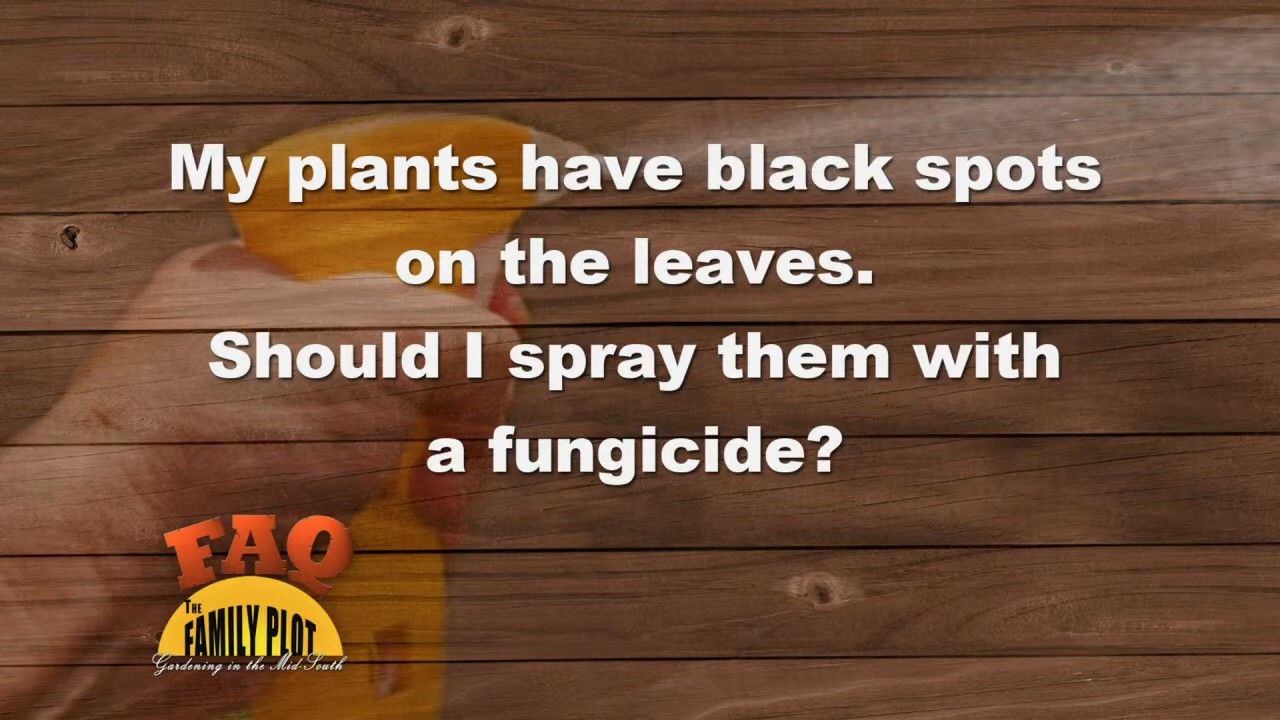 My plants have black spots
on the leaves.
Should I spray them with
a fungicide?
FAQ
THE
FAMILY PLOT
Gardening in the Mid-South